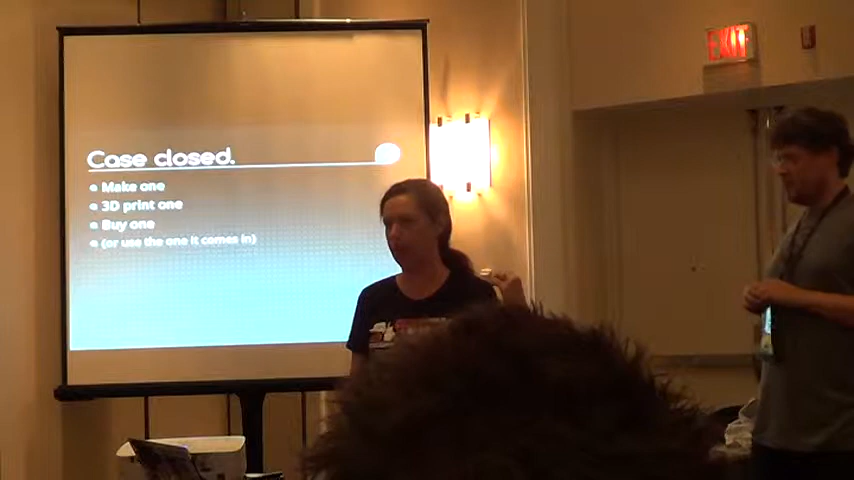 Case closed.
Make one
3D print one
Buy one
(or use the one it comes in)
EXIT